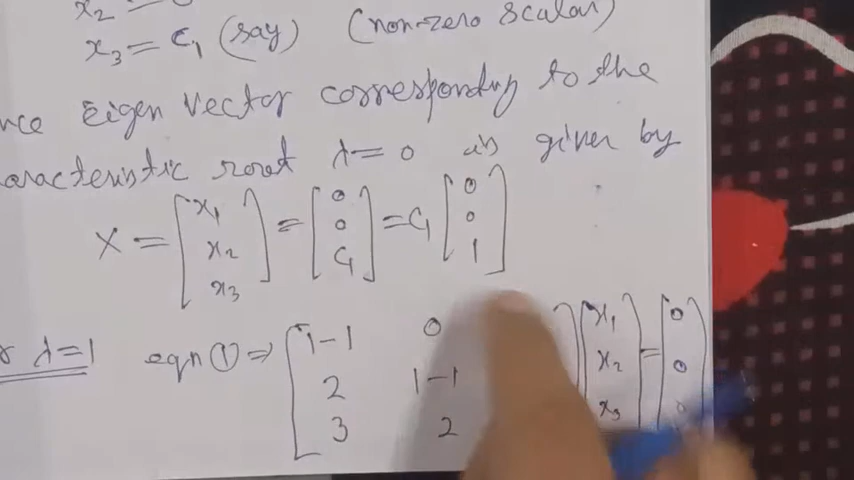 x₂ =
x₃ = C₁ (say) (non-zero scalar)
nce Eigen vector corresponding to the
aracteristic root λ = 0 is given by
X = [x₁ x₂ x₃] = [0 0 C₁] = C₁ [0 0 1]
r λ=1 eqn ① ⇒ [1-1 0
2 1-1
3 2
] [x₁ x₂ x₃] = [0 0